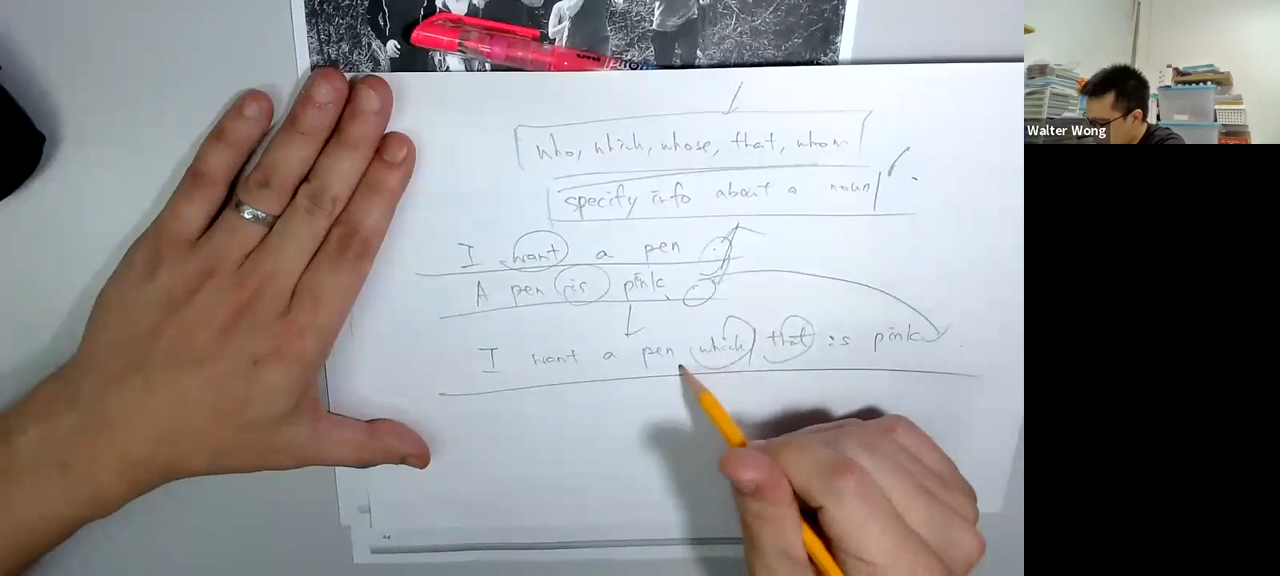 who, which, whose, that, whom
specify info about a noun
I want a pen.
A pen is pink.
I want a pen which / that is pink.
Walter Wong
uni